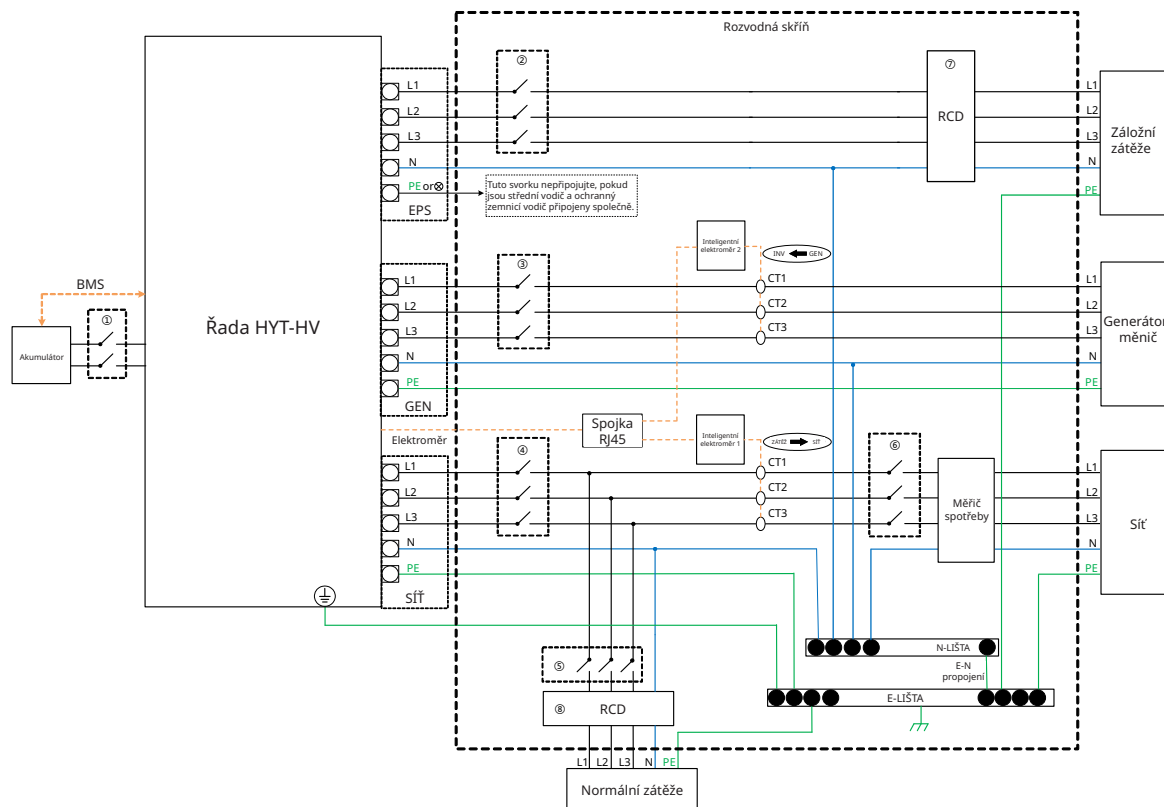 Rozvodná skříň
②
⑦
L1
L2
L3
N
PE or⊗
EPS
RCD
L1
L2
L3
N
PE
Záložní
zátěže
Tuto svorku nepřipojujte, pokud
jsou střední vodič a ochranný
zemnicí vodič připojeny společně.
Inteligentní
elektroměr 2
INV
GEN
③
L1
L2
L3
N
PE
GEN
CT1
CT2
CT3
L1
L2
L3
N
PE
Generátor
měnič
BMS
①
Akumulátor
Řada HYT-HV
Elektroměr
Spojka
RJ45
Inteligentní
elektroměr 1
ZÁTĚŽ
SÍŤ
④
⑥
L1
L2
L3
N
PE
SÍŤ
CT1
CT2
CT3
Měřič
spotřeby
L1
L2
L3
N
PE
Síť
N-LIŠTA
E-N
propojení
E-LIŠTA
⑤
⑧
RCD
L1
L2
L3
N
PE
Normální zátěže